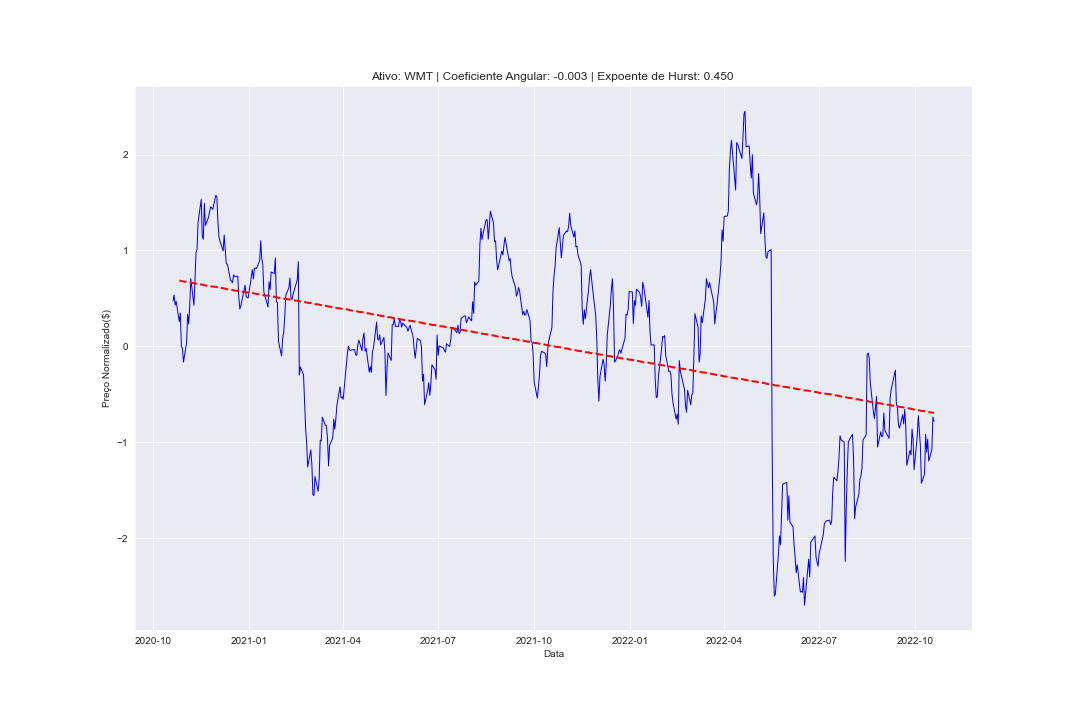 Ativo: WMT | Coeficiente Angular: -0.003 | Expoente de Hurst: 0.450
Preço Normalizado($)
2
1
0
−1
−2
2020-10 2021-01 2021-04 2021-07 2021-10 2022-01 2022-04 2022-07 2022-10
Data